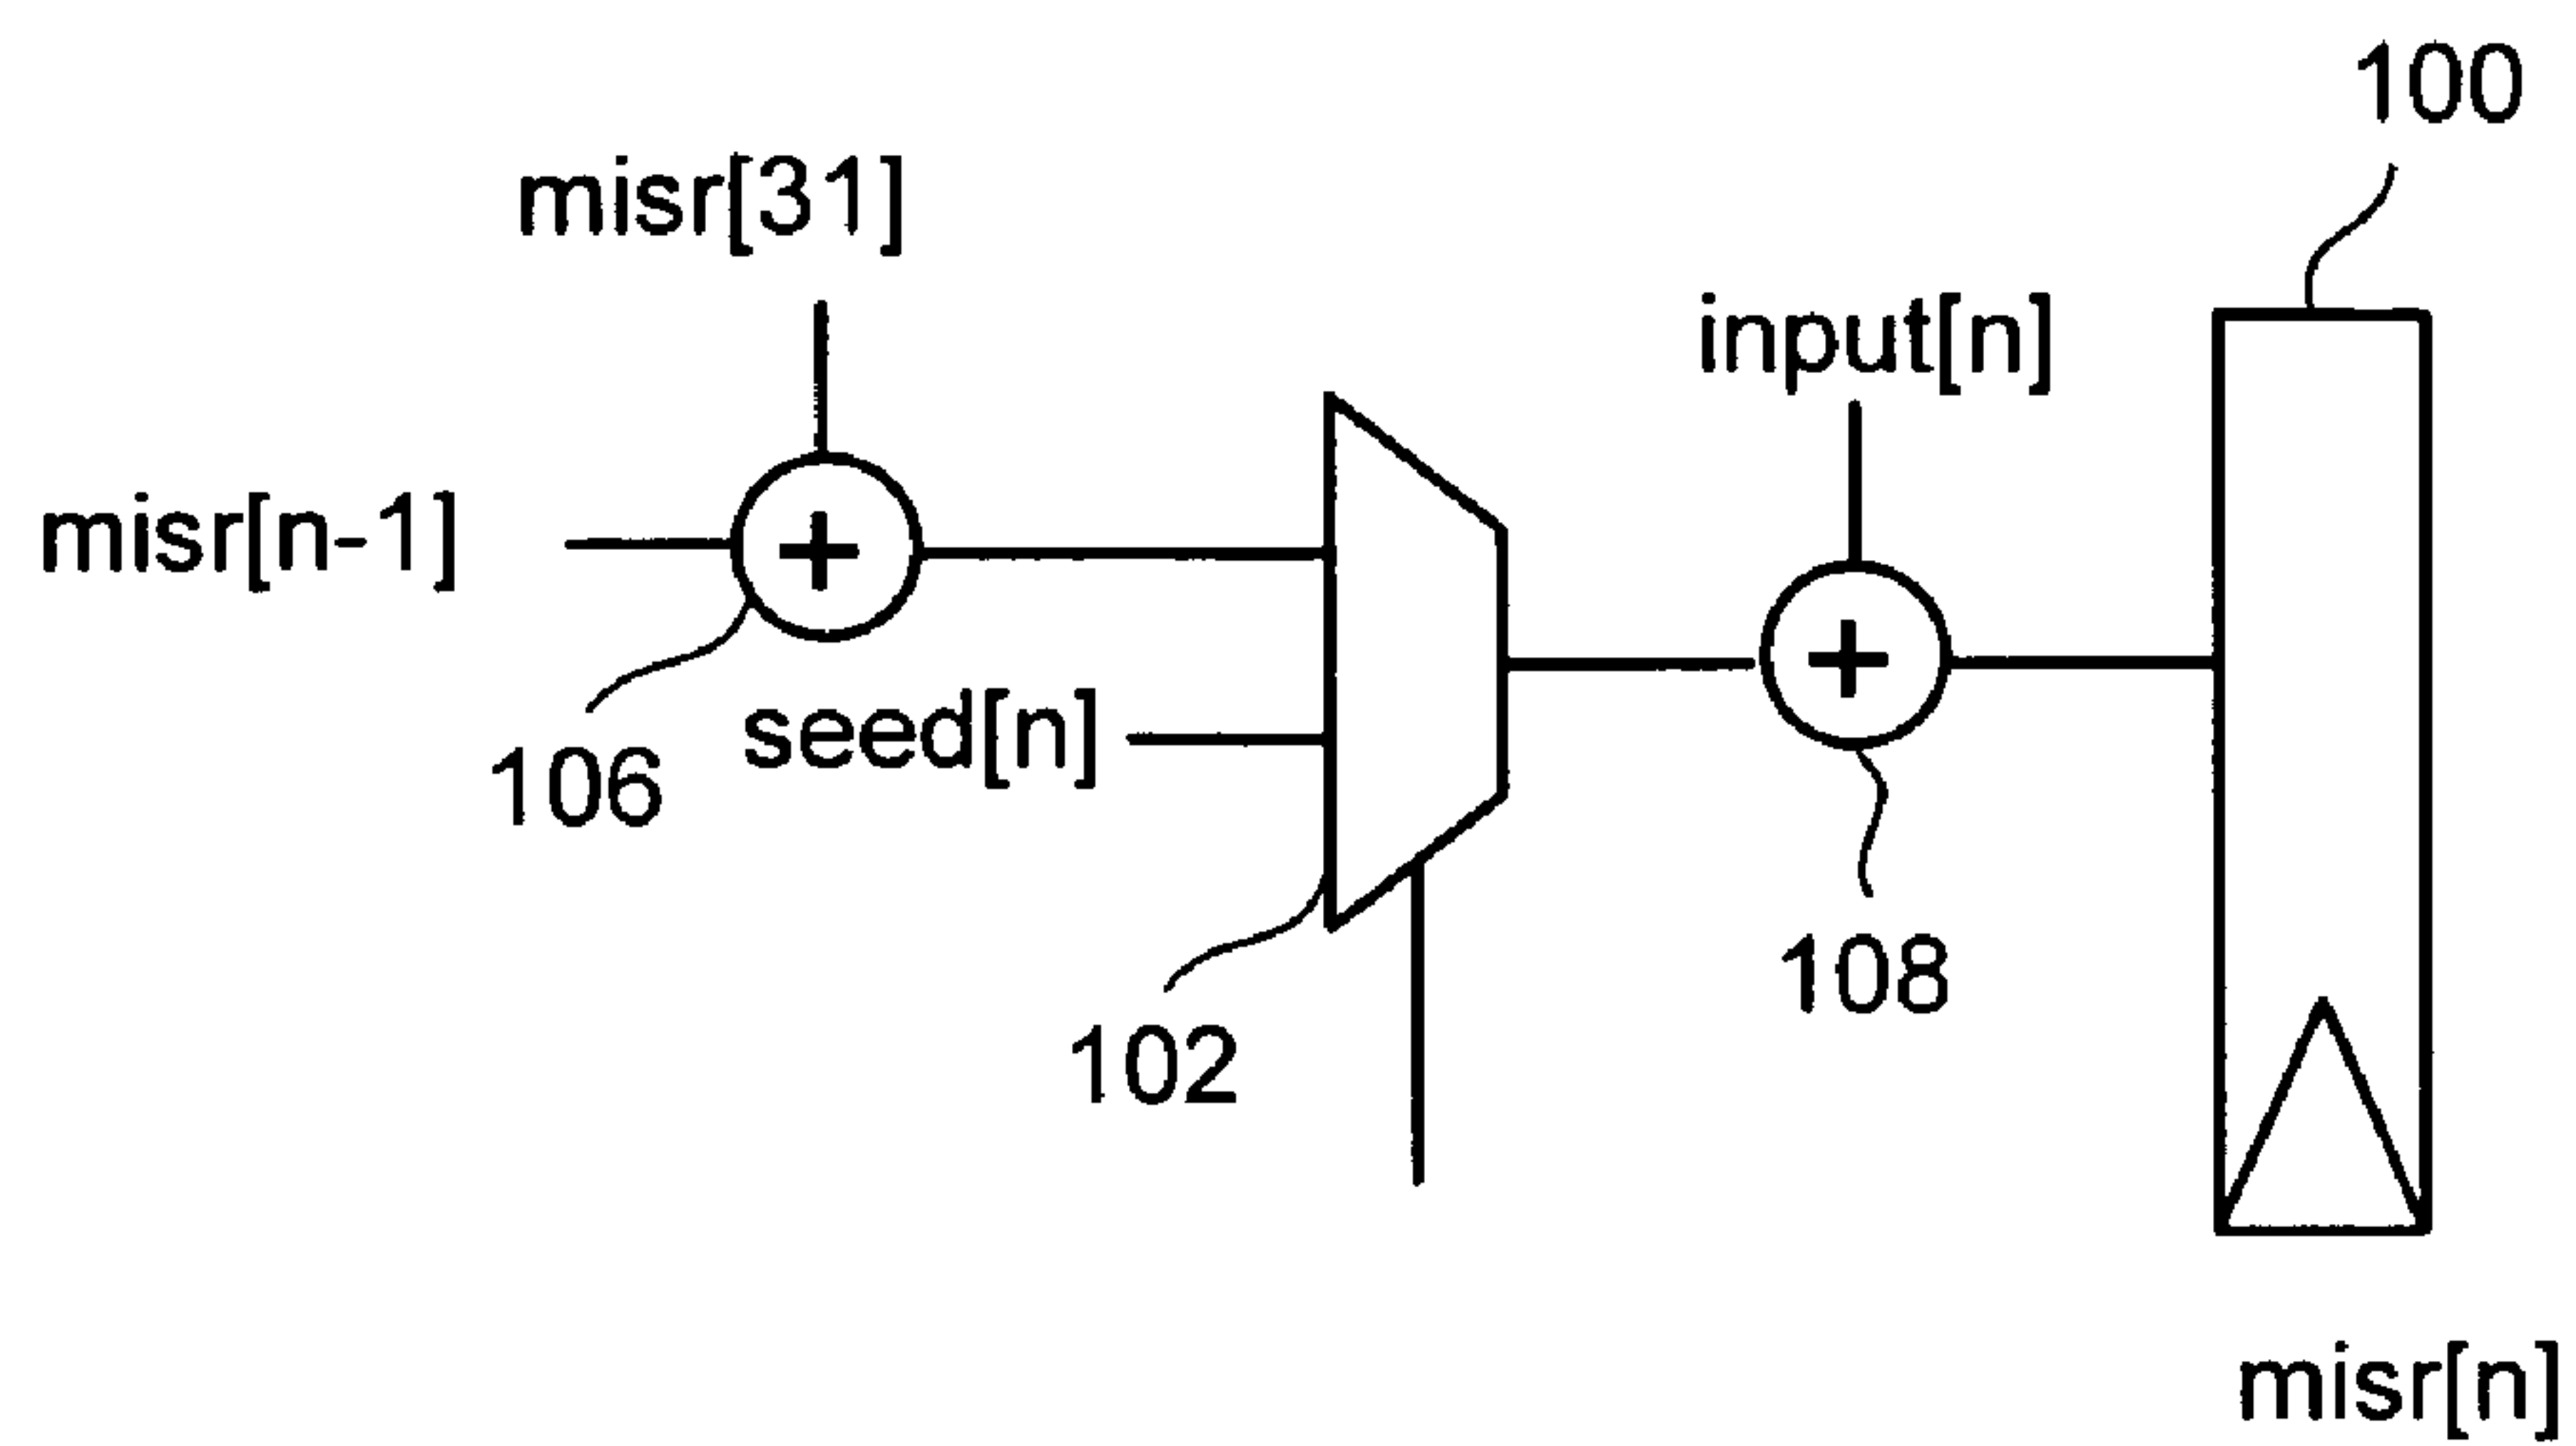 100
misr[31]
input[n]
misr[n-1]
+
+
seed[n]
106
108
102
misr[n]